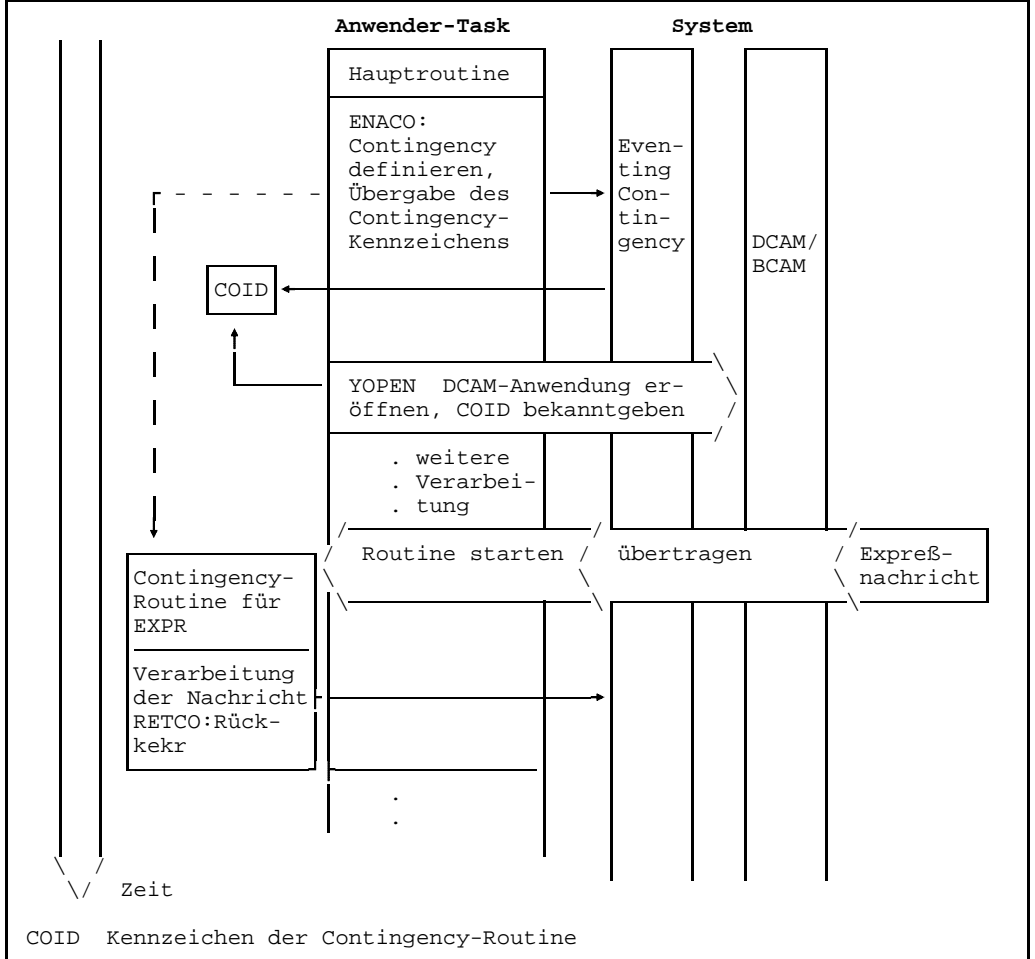 Anwender-Task System
Hauptroutine
ENACO:
Contingency
definieren,
Übergabe des
Contingency-
Kennzeichens
Even-
ting
Con-
tin-
gency
DCAM/
BCAM
COID
YOPEN DCAM-Anwendung er-
öffnen, COID bekanntgeben
. weitere
. Verarbei-
. tung
Routine starten
übertragen
Expreß-
nachricht
Contingency-
Routine für
EXPR
Verarbeitung
der Nachricht
RETCO:Rück-
kekr
.
.
Zeit
COID Kennzeichen der Contingency-Routine